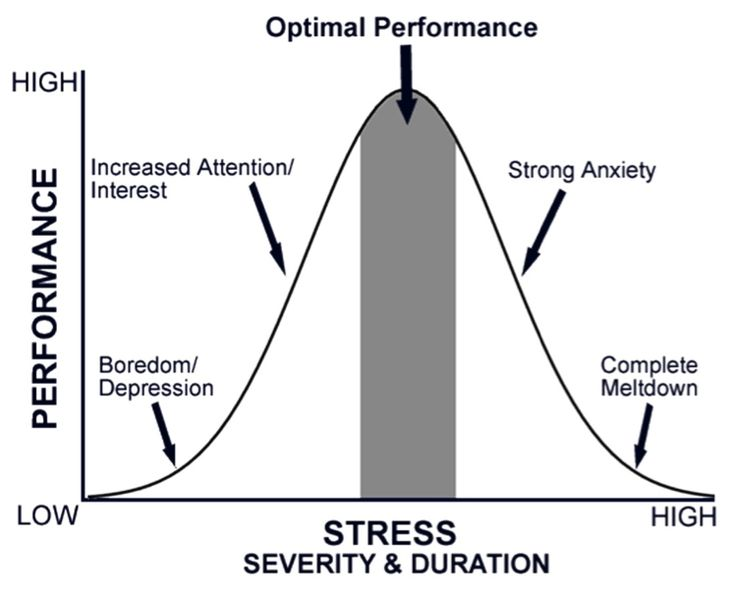 Optimal Performance
HIGH
Increased Attention/
Interest
Strong Anxiety
PERFORMANCE
Boredom/
Depression
Complete
Meltdown
LOW
HIGH
STRESS
SEVERITY & DURATION